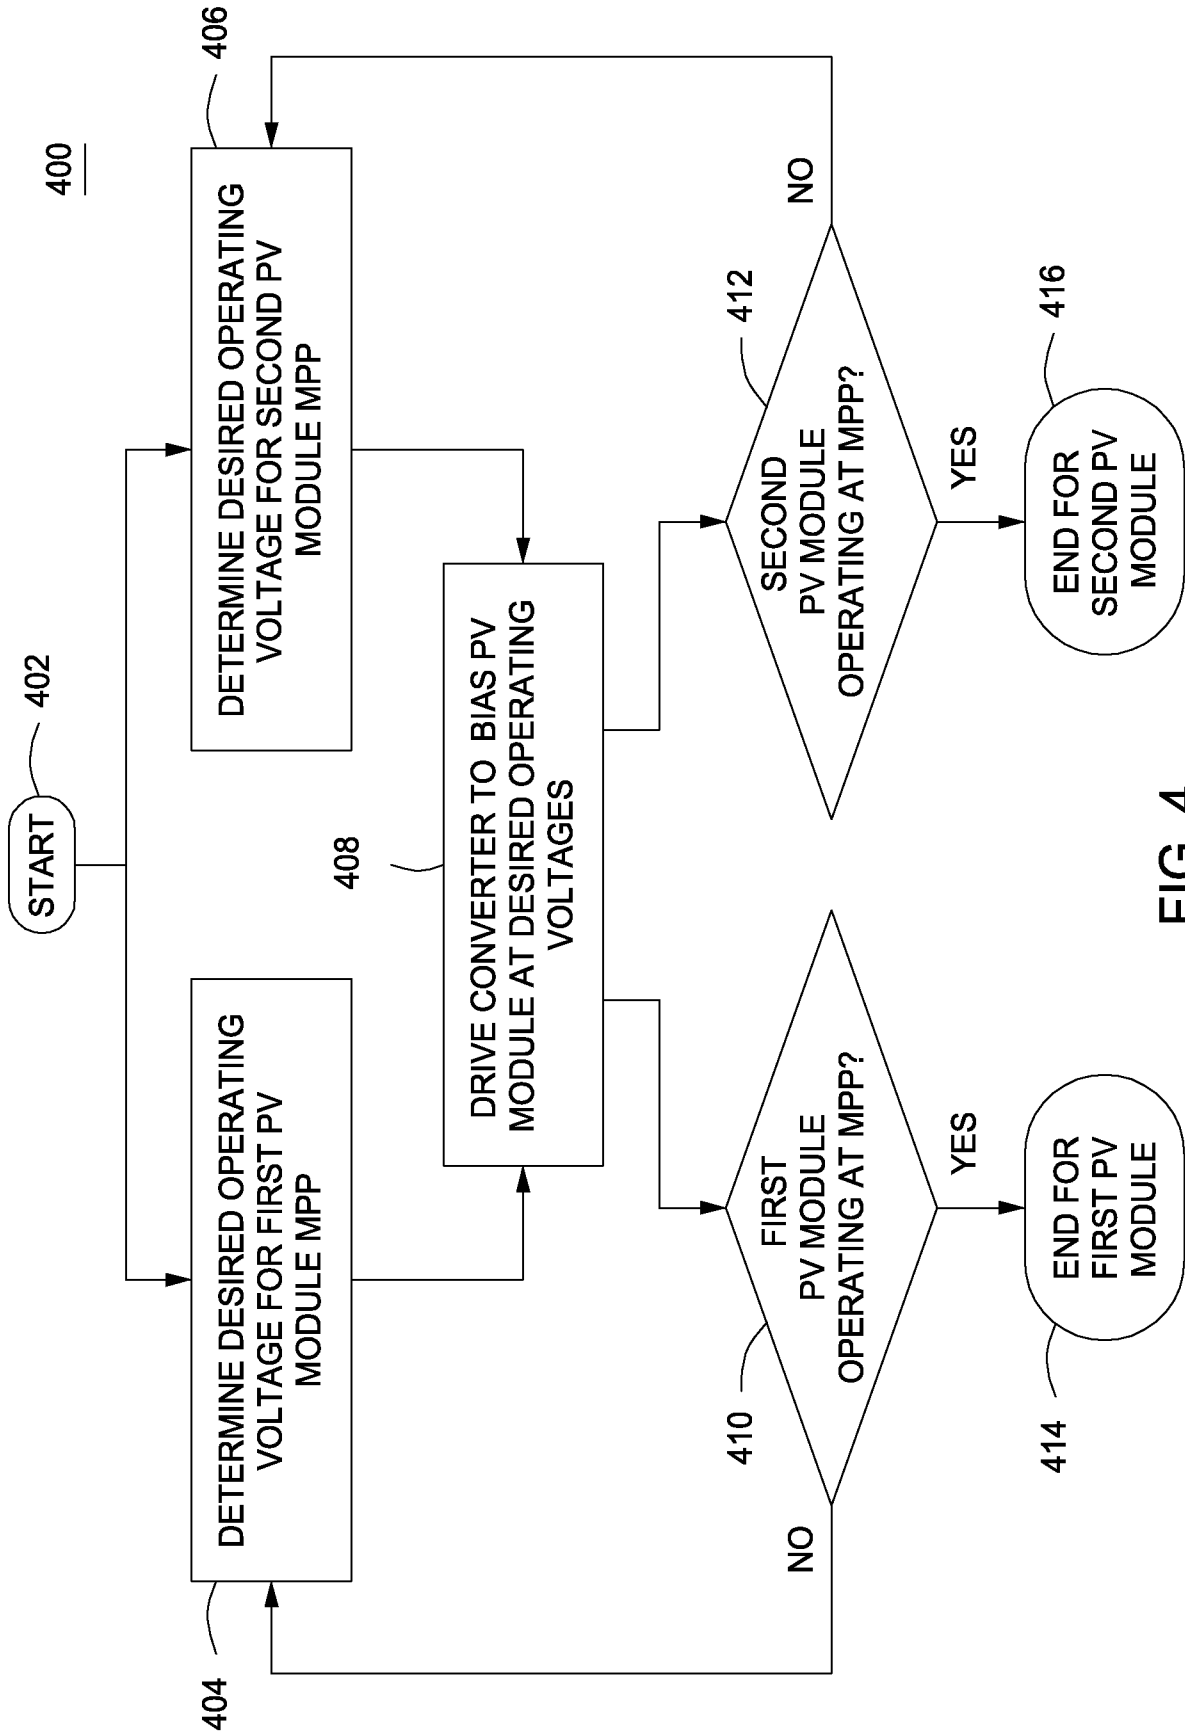 400
START
402
DETERMINE DESIRED OPERATING
VOLTAGE FOR FIRST PV
MODULE MPP
404
DETERMINE DESIRED OPERATING
VOLTAGE FOR SECOND PV
MODULE MPP
406
408
DRIVE CONVERTER TO BIAS PV
MODULE AT DESIRED OPERATING
VOLTAGES
NO
410
FIRST
PV MODULE
OPERATING AT MPP?
YES
412
SECOND
PV MODULE
OPERATING AT MPP?
NO
YES
414
END FOR
FIRST PV
MODULE
416
END FOR
SECOND PV
MODULE
FIG. 4